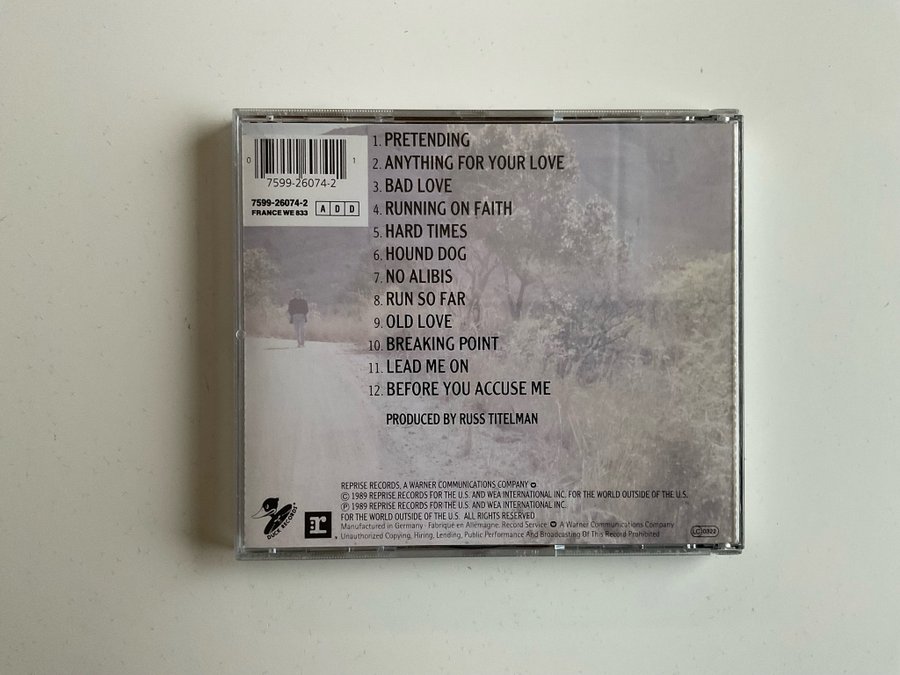 0 1
7599-26074-2
7599-26074-2
FRANCE WE 833
A D D
1. PRETENDING
2. ANYTHING FOR YOUR LOVE
3. BAD LOVE
4. RUNNING ON FAITH
5. HARD TIMES
6. HOUND DOG
7. NO ALIBIS
8. RUN SO FAR
9. OLD LOVE
10. BREAKING POINT
11. LEAD ME ON
12. BEFORE YOU ACCUSE ME
PRODUCED BY RUSS TITELMAN
REPRISE RECORDS, A WARNER COMMUNICATIONS COMPANY
© 1989 REPRISE RECORDS FOR THE U.S. AND WEA INTERNATIONAL INC. FOR THE WORLD OUTSIDE OF THE U.S.
℗ 1989 REPRISE RECORDS FOR THE U.S. AND WEA INTERNATIONAL INC.
FOR THE WORLD OUTSIDE OF THE U.S. ALL RIGHTS RESERVED
Manufactured in Germany · Fabriqué en Allemagne. Record Service A Warner Communications Company
Unauthorized Copying, Hiring, Lending, Public Performance And Broadcasting Of This Record Prohibited
DUCK RECORDS
r
LC 0322